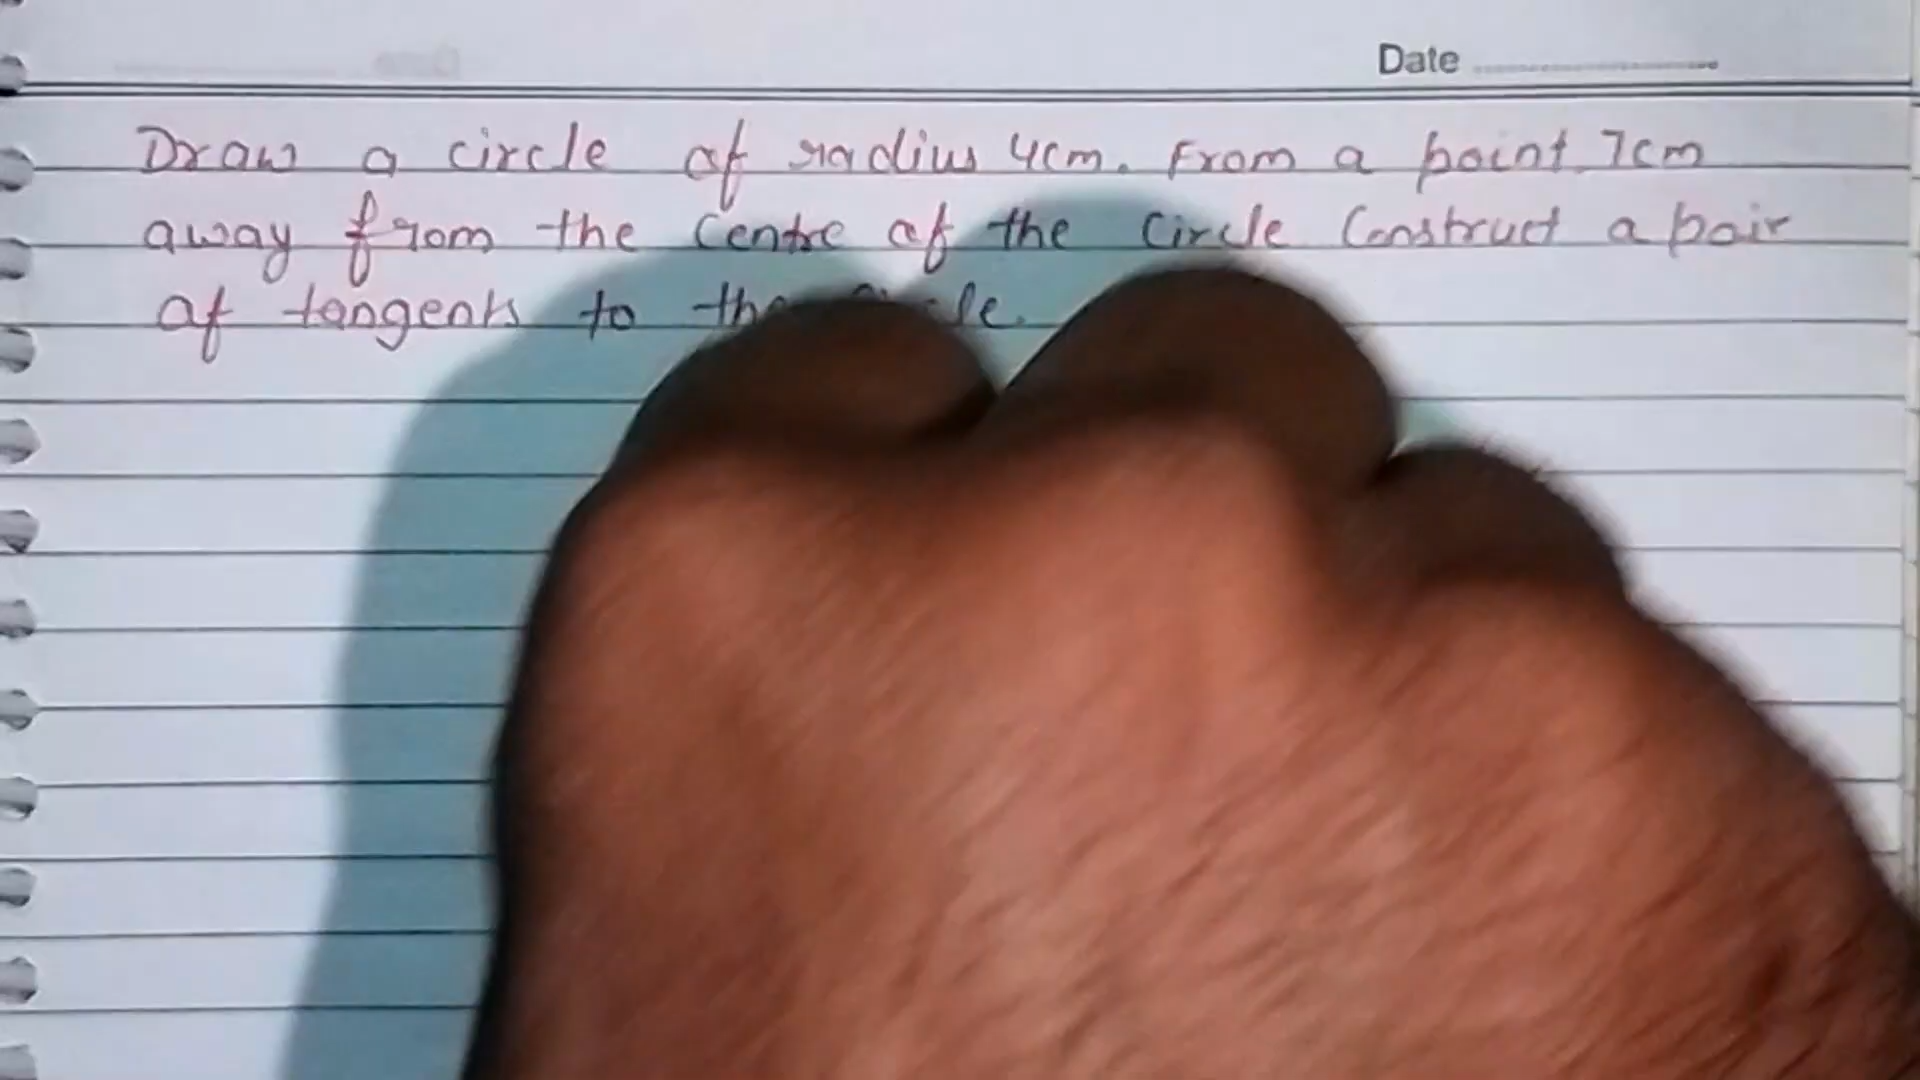 Date
Draw a circle of radius 4cm. From a point 7cm
away from the Centre of the Circle Construct a pair
of tangents to